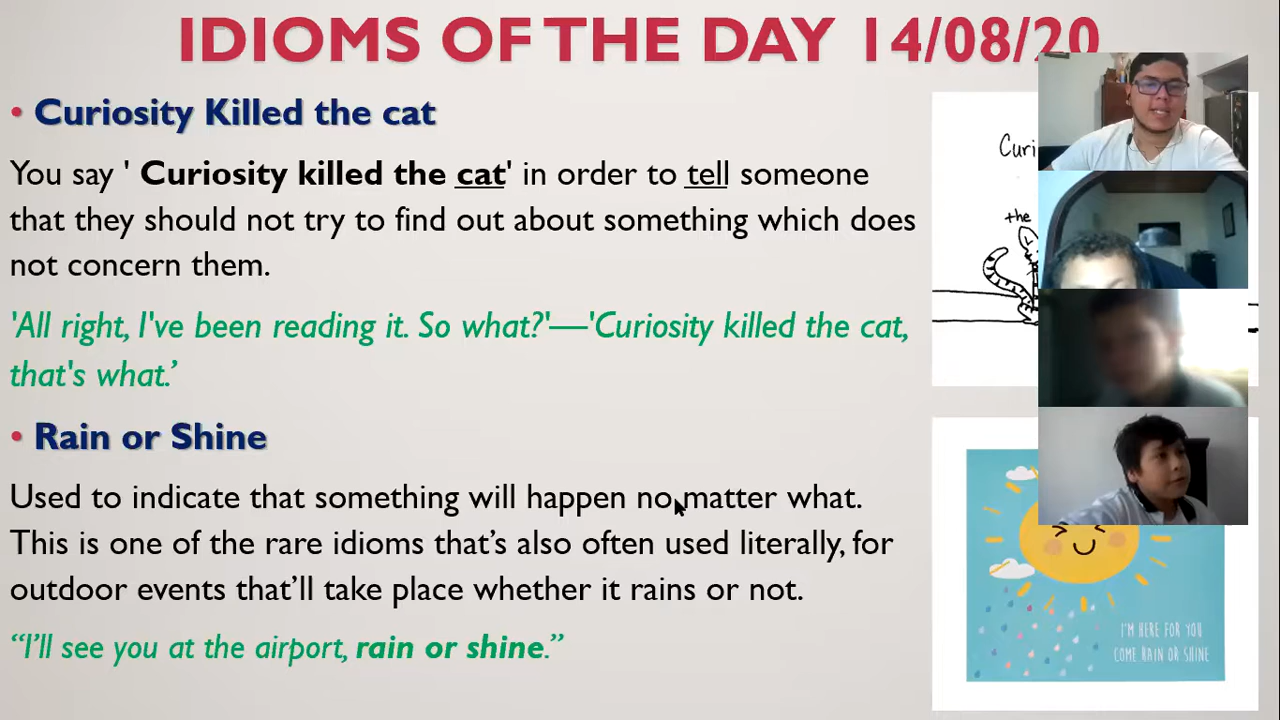 IDIOMS OF THE DAY 14/08/20
• Curiosity Killed the cat
You say ' Curiosity killed the cat' in order to tell someone
that they should not try to find out about something which does
not concern them.
'All right, I've been reading it. So what?'—'Curiosity killed the cat,
that's what.’
• Rain or Shine
Used to indicate that something will happen no matter what.
This is one of the rare idioms that’s also often used literally, for
outdoor events that’ll take place whether it rains or not.
“I’ll see you at the airport, rain or shine.”
the
I'M HERE FOR YOU
COME RAIN OR SHINE